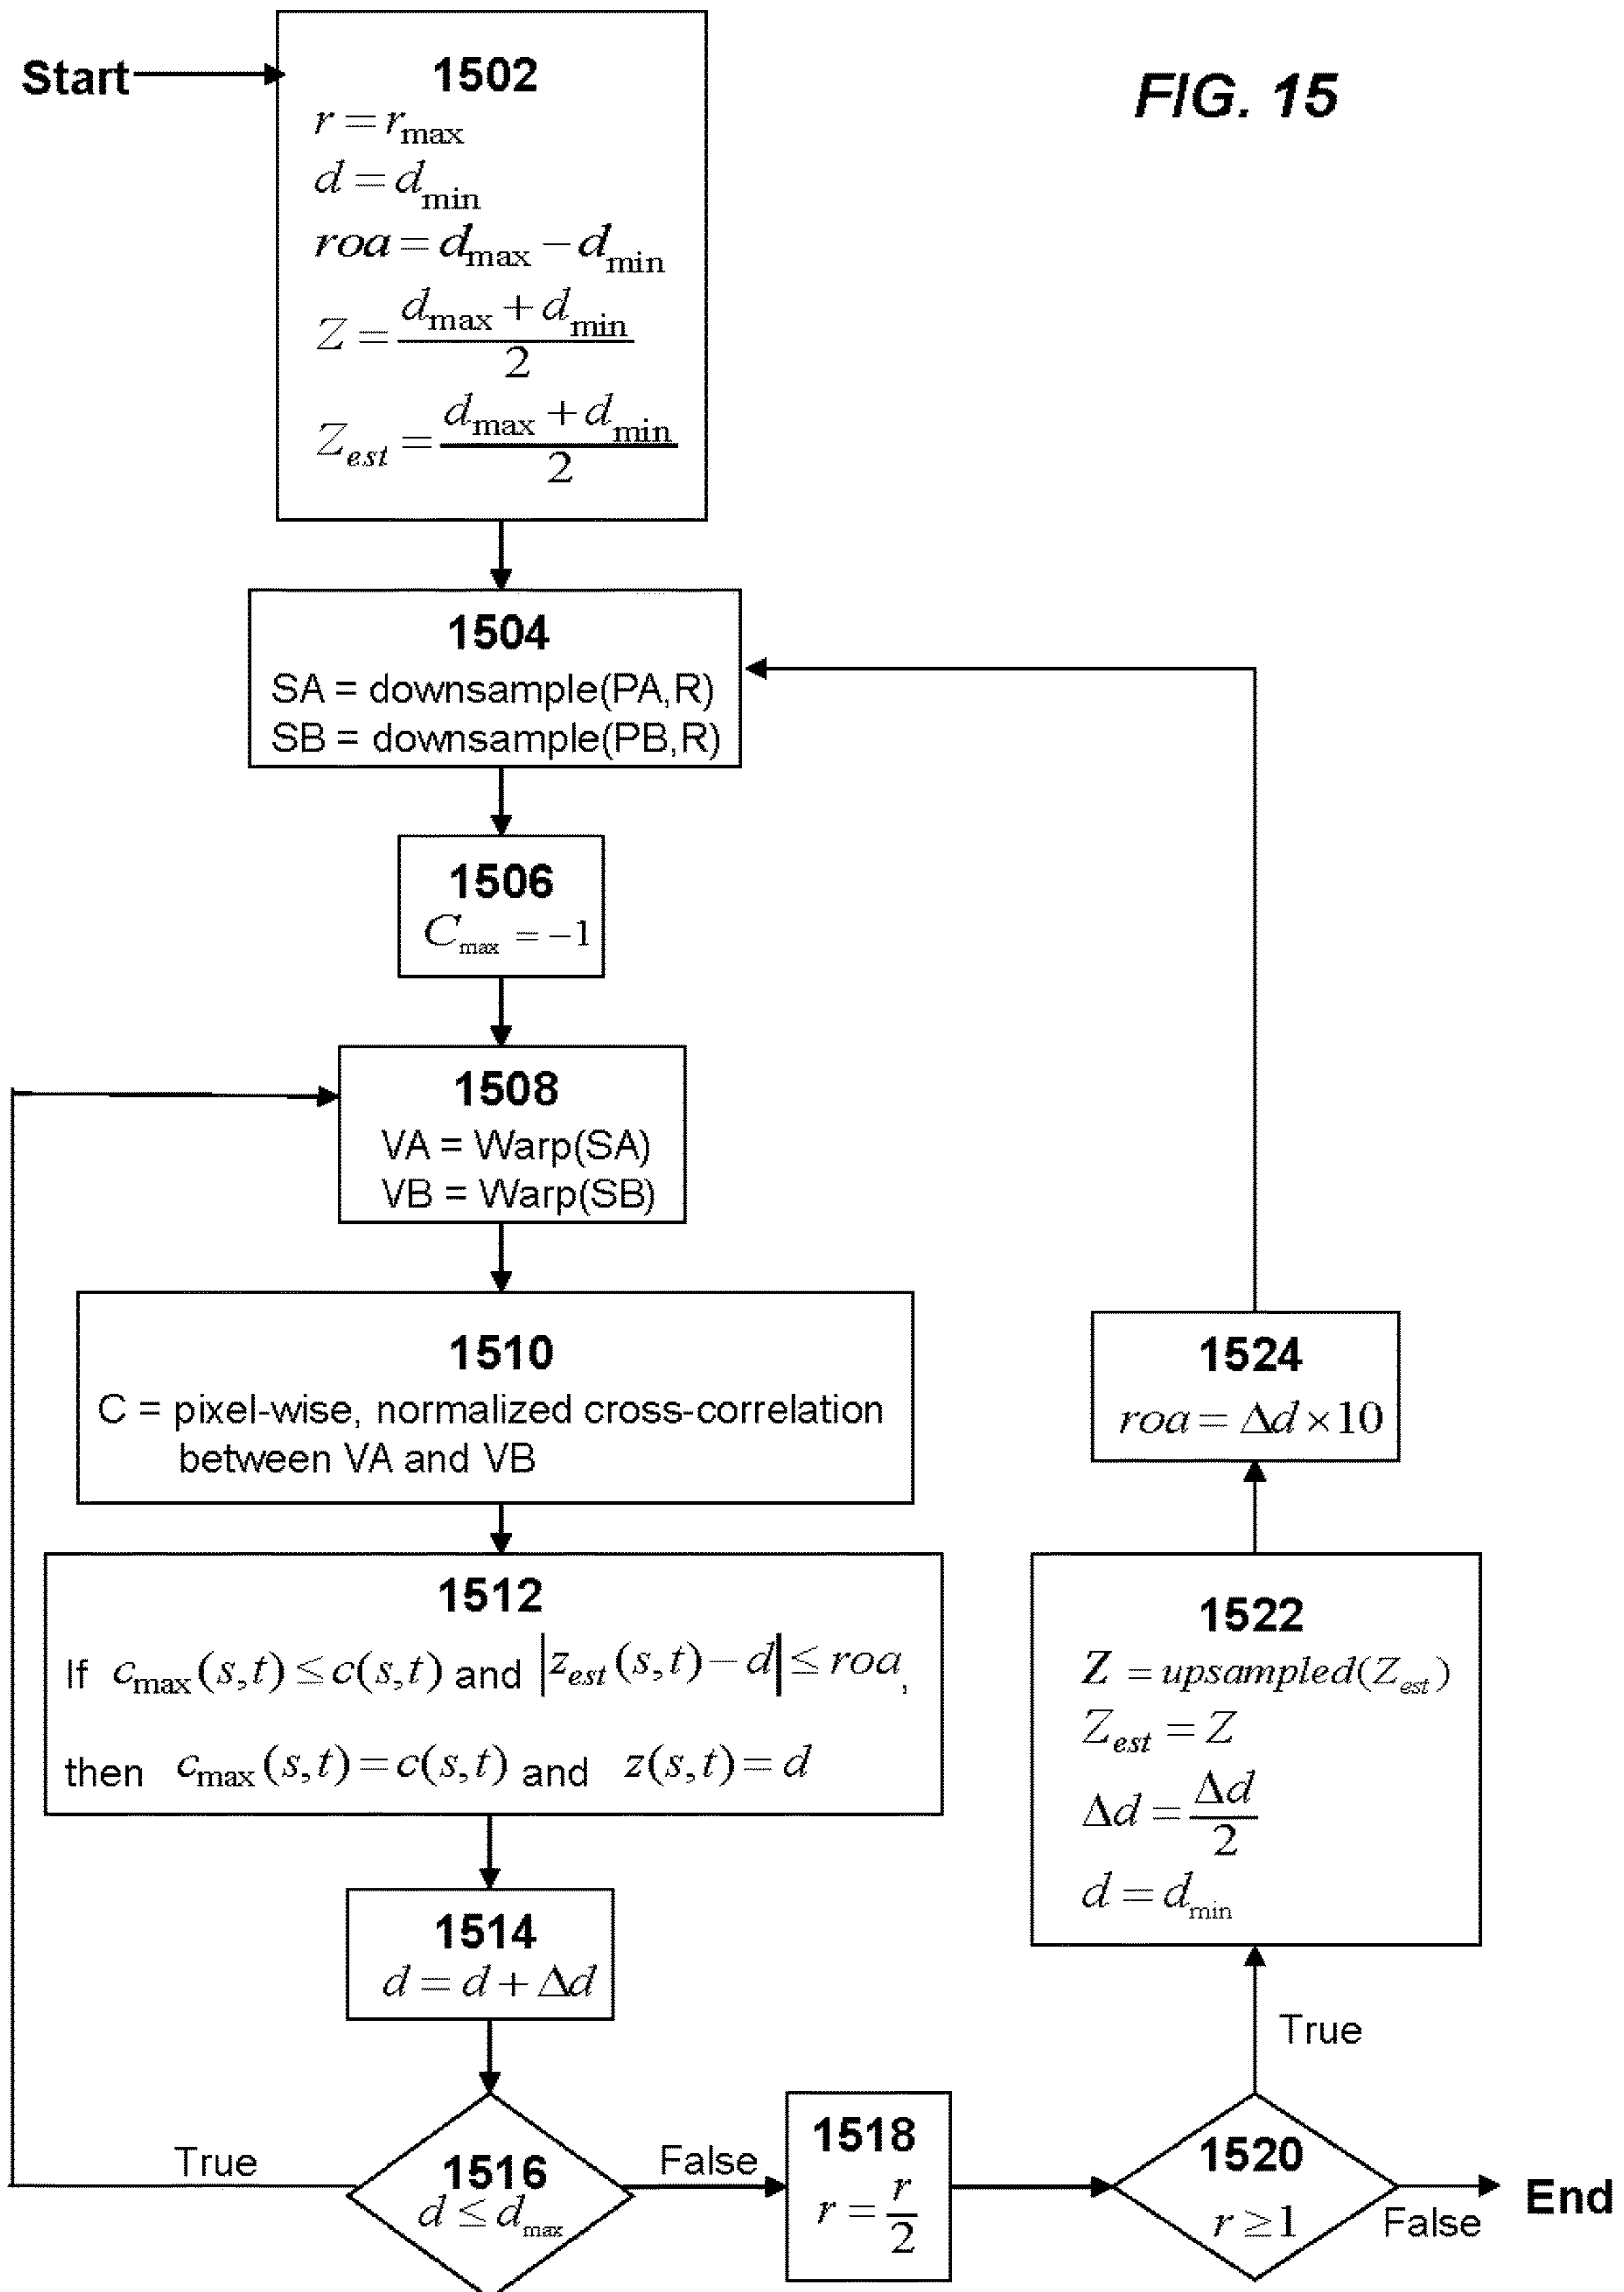 FIG. 15
Start
1502
r = r_max
d = d_min
roa = d_max − d_min
Z = (d_max + d_min) / 2
Z_est = (d_max + d_min) / 2
1504
SA = downsample(PA,R)
SB = downsample(PB,R)
1506
C_max = −1
1508
VA = Warp(SA)
VB = Warp(SB)
1510
C = pixel-wise, normalized cross-correlation
between VA and VB
1512
If c_max(s,t) ≤ c(s,t) and |z_est(s,t) − d| ≤ roa,
then c_max(s,t) = c(s,t) and z(s,t) = d
1514
d = d + Δd
1516
d ≤ d_max
True
False
1518
r = r / 2
1520
r ≥ 1
False
End
True
1522
Z = upsampled(Z_est)
Z_est = Z
Δd = Δd / 2
d = d_min
1524
roa = Δd × 10